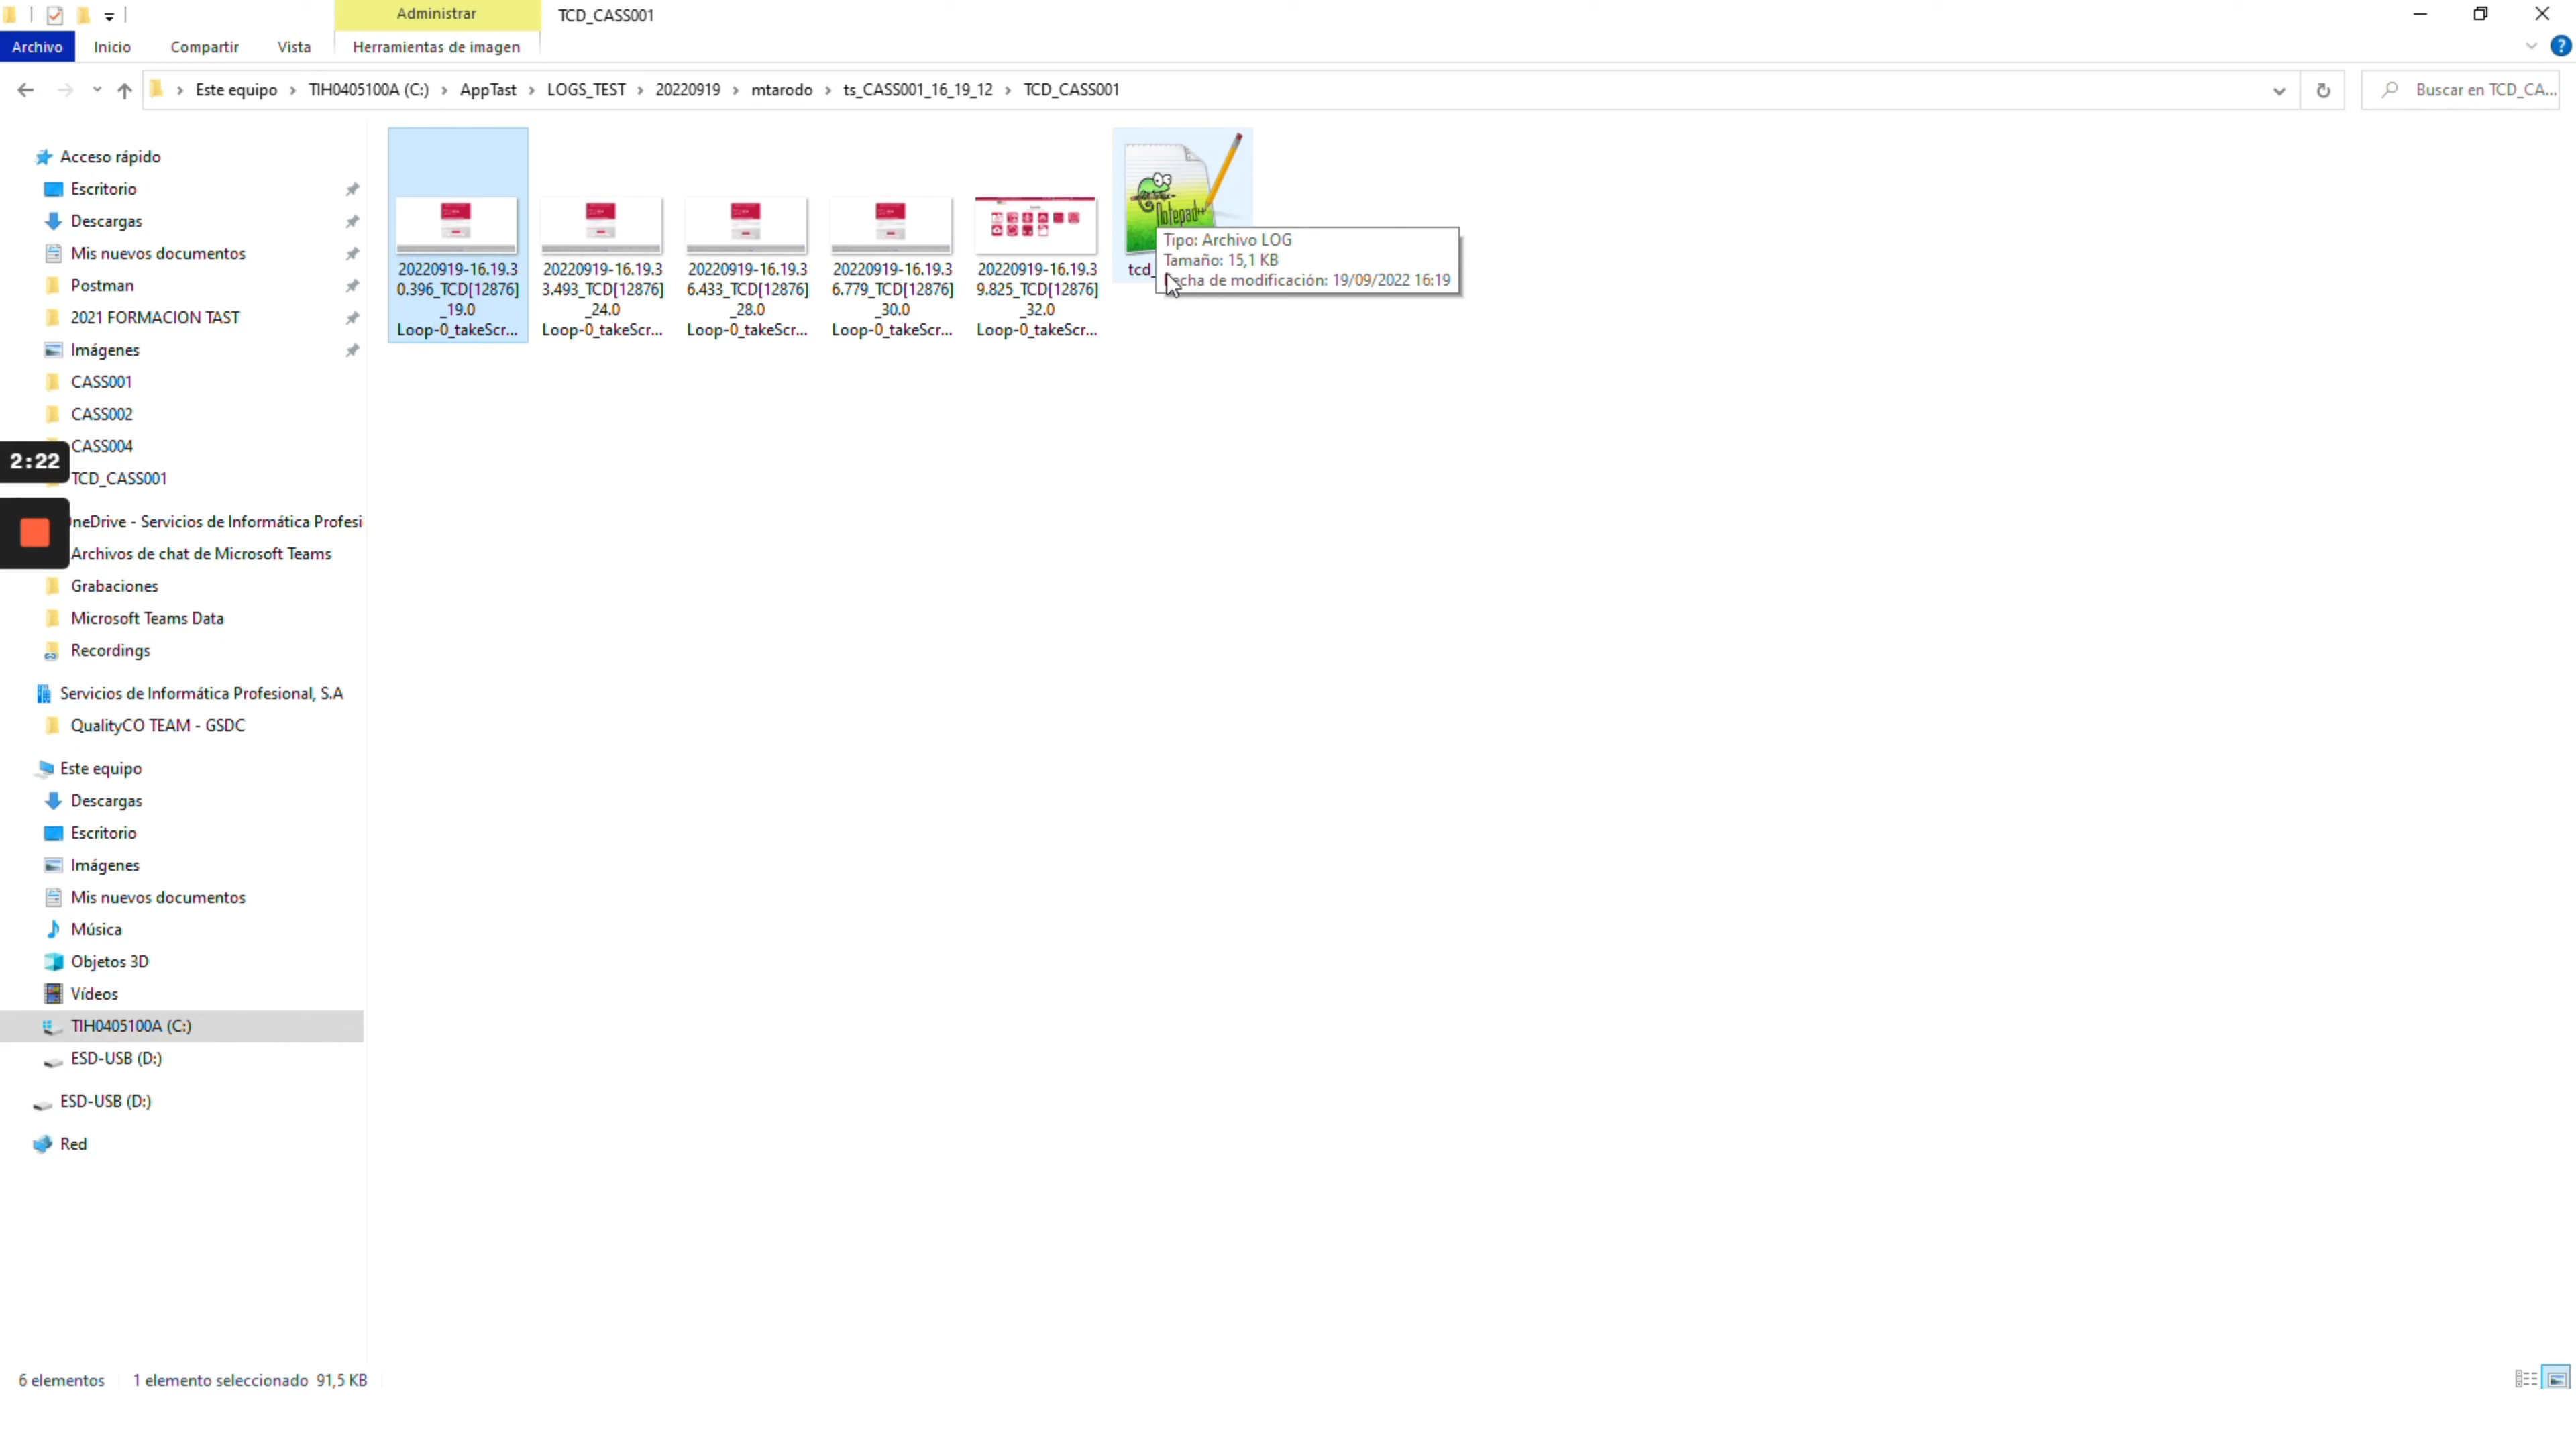 Administrar
TCD_CASS001
Archivo
Inicio
Compartir
Vista
Herramientas de imagen
Este equipo
TIH0405100A (C:)
AppTast
LOGS_TEST
20220919
mtarodo
ts_CASS001_16_19_12
TCD_CASS001
Buscar en TCD_CA...
Acceso rápido
Escritorio
Descargas
Mis nuevos documentos
Postman
2021 FORMACION TAST
Imágenes
CASS001
CASS002
CASS004
TCD_CASS001
2:22
neDrive - Servicios de Informática Profesi
Archivos de chat de Microsoft Teams
Grabaciones
Microsoft Teams Data
Recordings
Servicios de Informática Profesional, S.A
QualityCO TEAM - GSDC
Este equipo
Descargas
Escritorio
Imágenes
Mis nuevos documentos
Música
Objetos 3D
Vídeos
TIH0405100A (C:)
ESD-USB (D:)
ESD-USB (D:)
Red
20220919-16.19.3
0.396_TCD[12876]
_19.0
Loop-0_takeScr...
20220919-16.19.3
3.493_TCD[12876]
_24.0
Loop-0_takeScr...
20220919-16.19.3
6.433_TCD[12876]
_28.0
Loop-0_takeScr...
20220919-16.19.3
6.779_TCD[12876]
_30.0
Loop-0_takeScr...
20220919-16.19.3
9.825_TCD[12876]
_32.0
Loop-0_takeScr...
Notepad++
tcd_
Tipo: Archivo LOG
Tamaño: 15,1 KB
echa de modificación: 19/09/2022 16:19
6 elementos
1 elemento seleccionado 91,5 KB